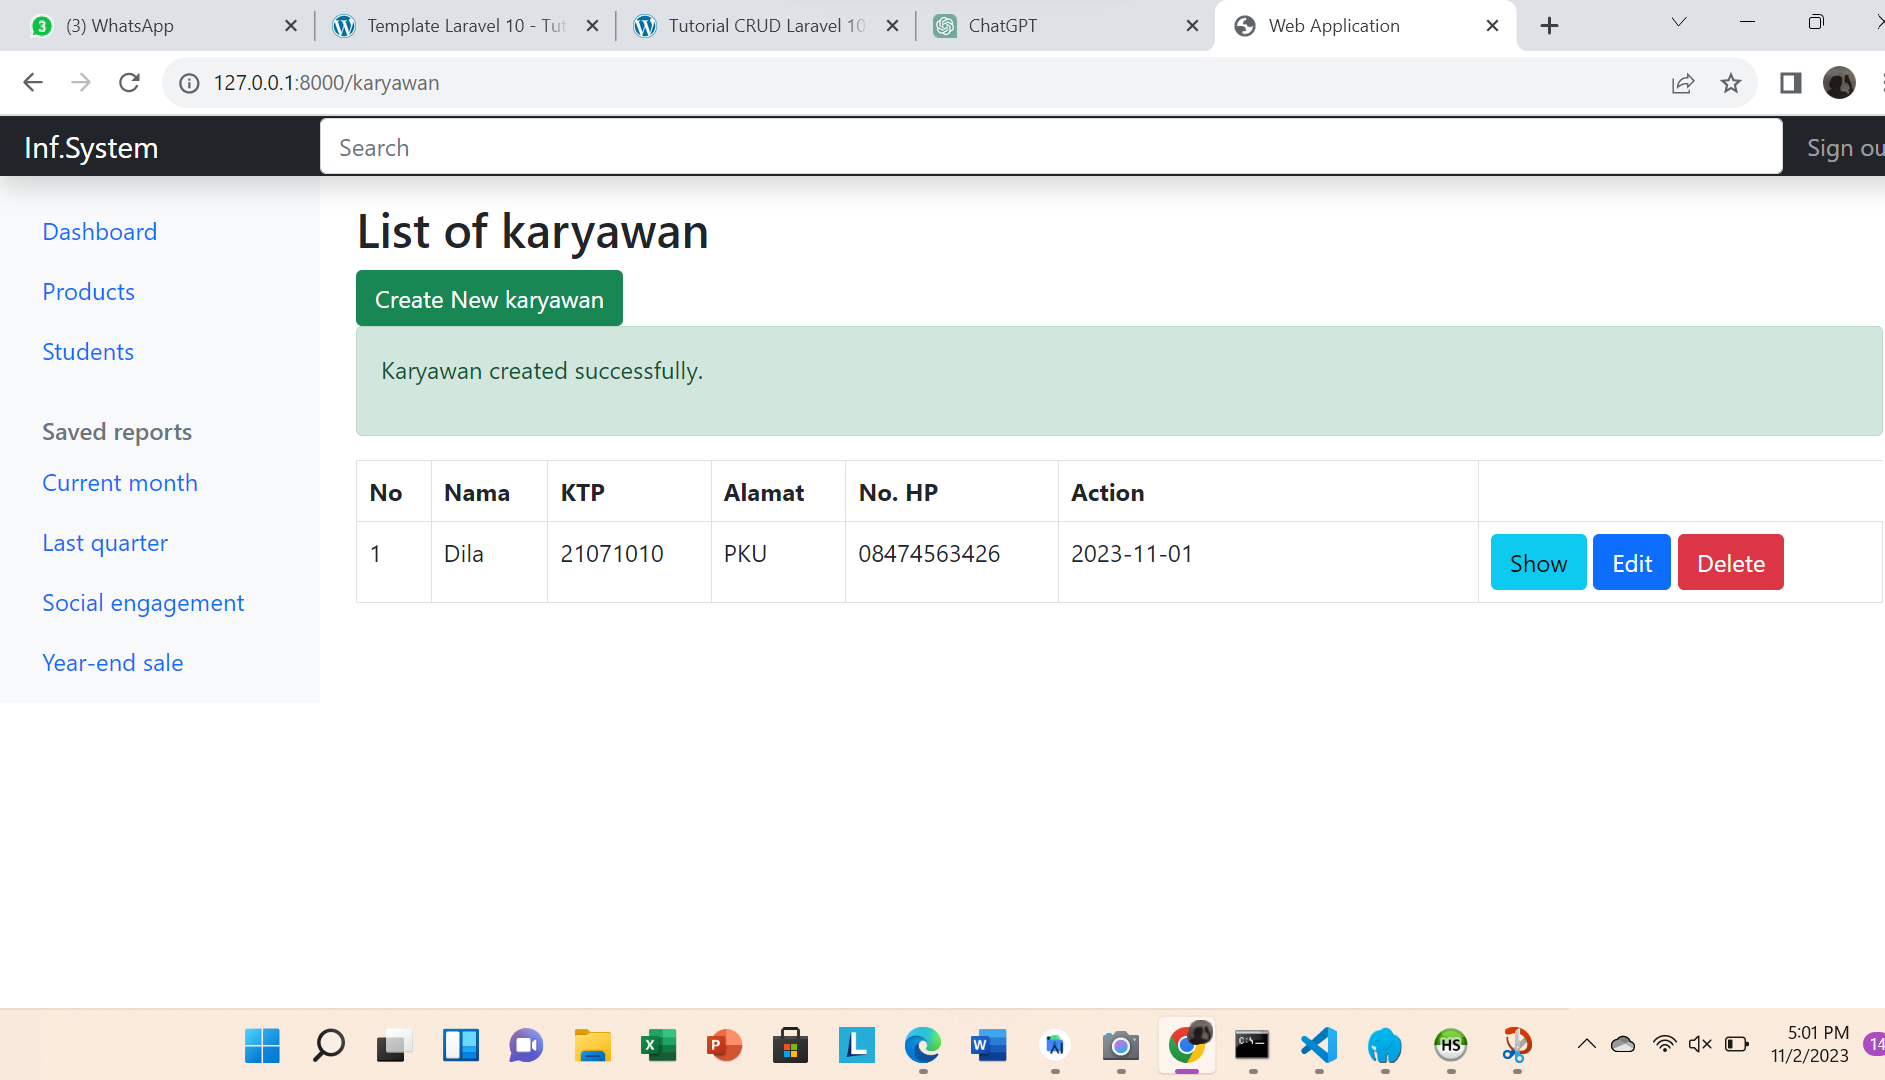 (3) WhatsApp
Template Laravel 10 - Tut
Tutorial CRUD Laravel 10
ChatGPT
Web Application
127.0.0.1:8000/karyawan
Inf.System
Search
Sign ou
Dashboard
Products
Students
Saved reports
Current month
Last quarter
Social engagement
Year-end sale
List of karyawan
Create New karyawan
Karyawan created successfully.
No Nama KTP Alamat No. HP Action
1 Dila 21071010 PKU 08474563426 2023-11-01 Show Edit Delete
5:01 PM
11/2/2023
14